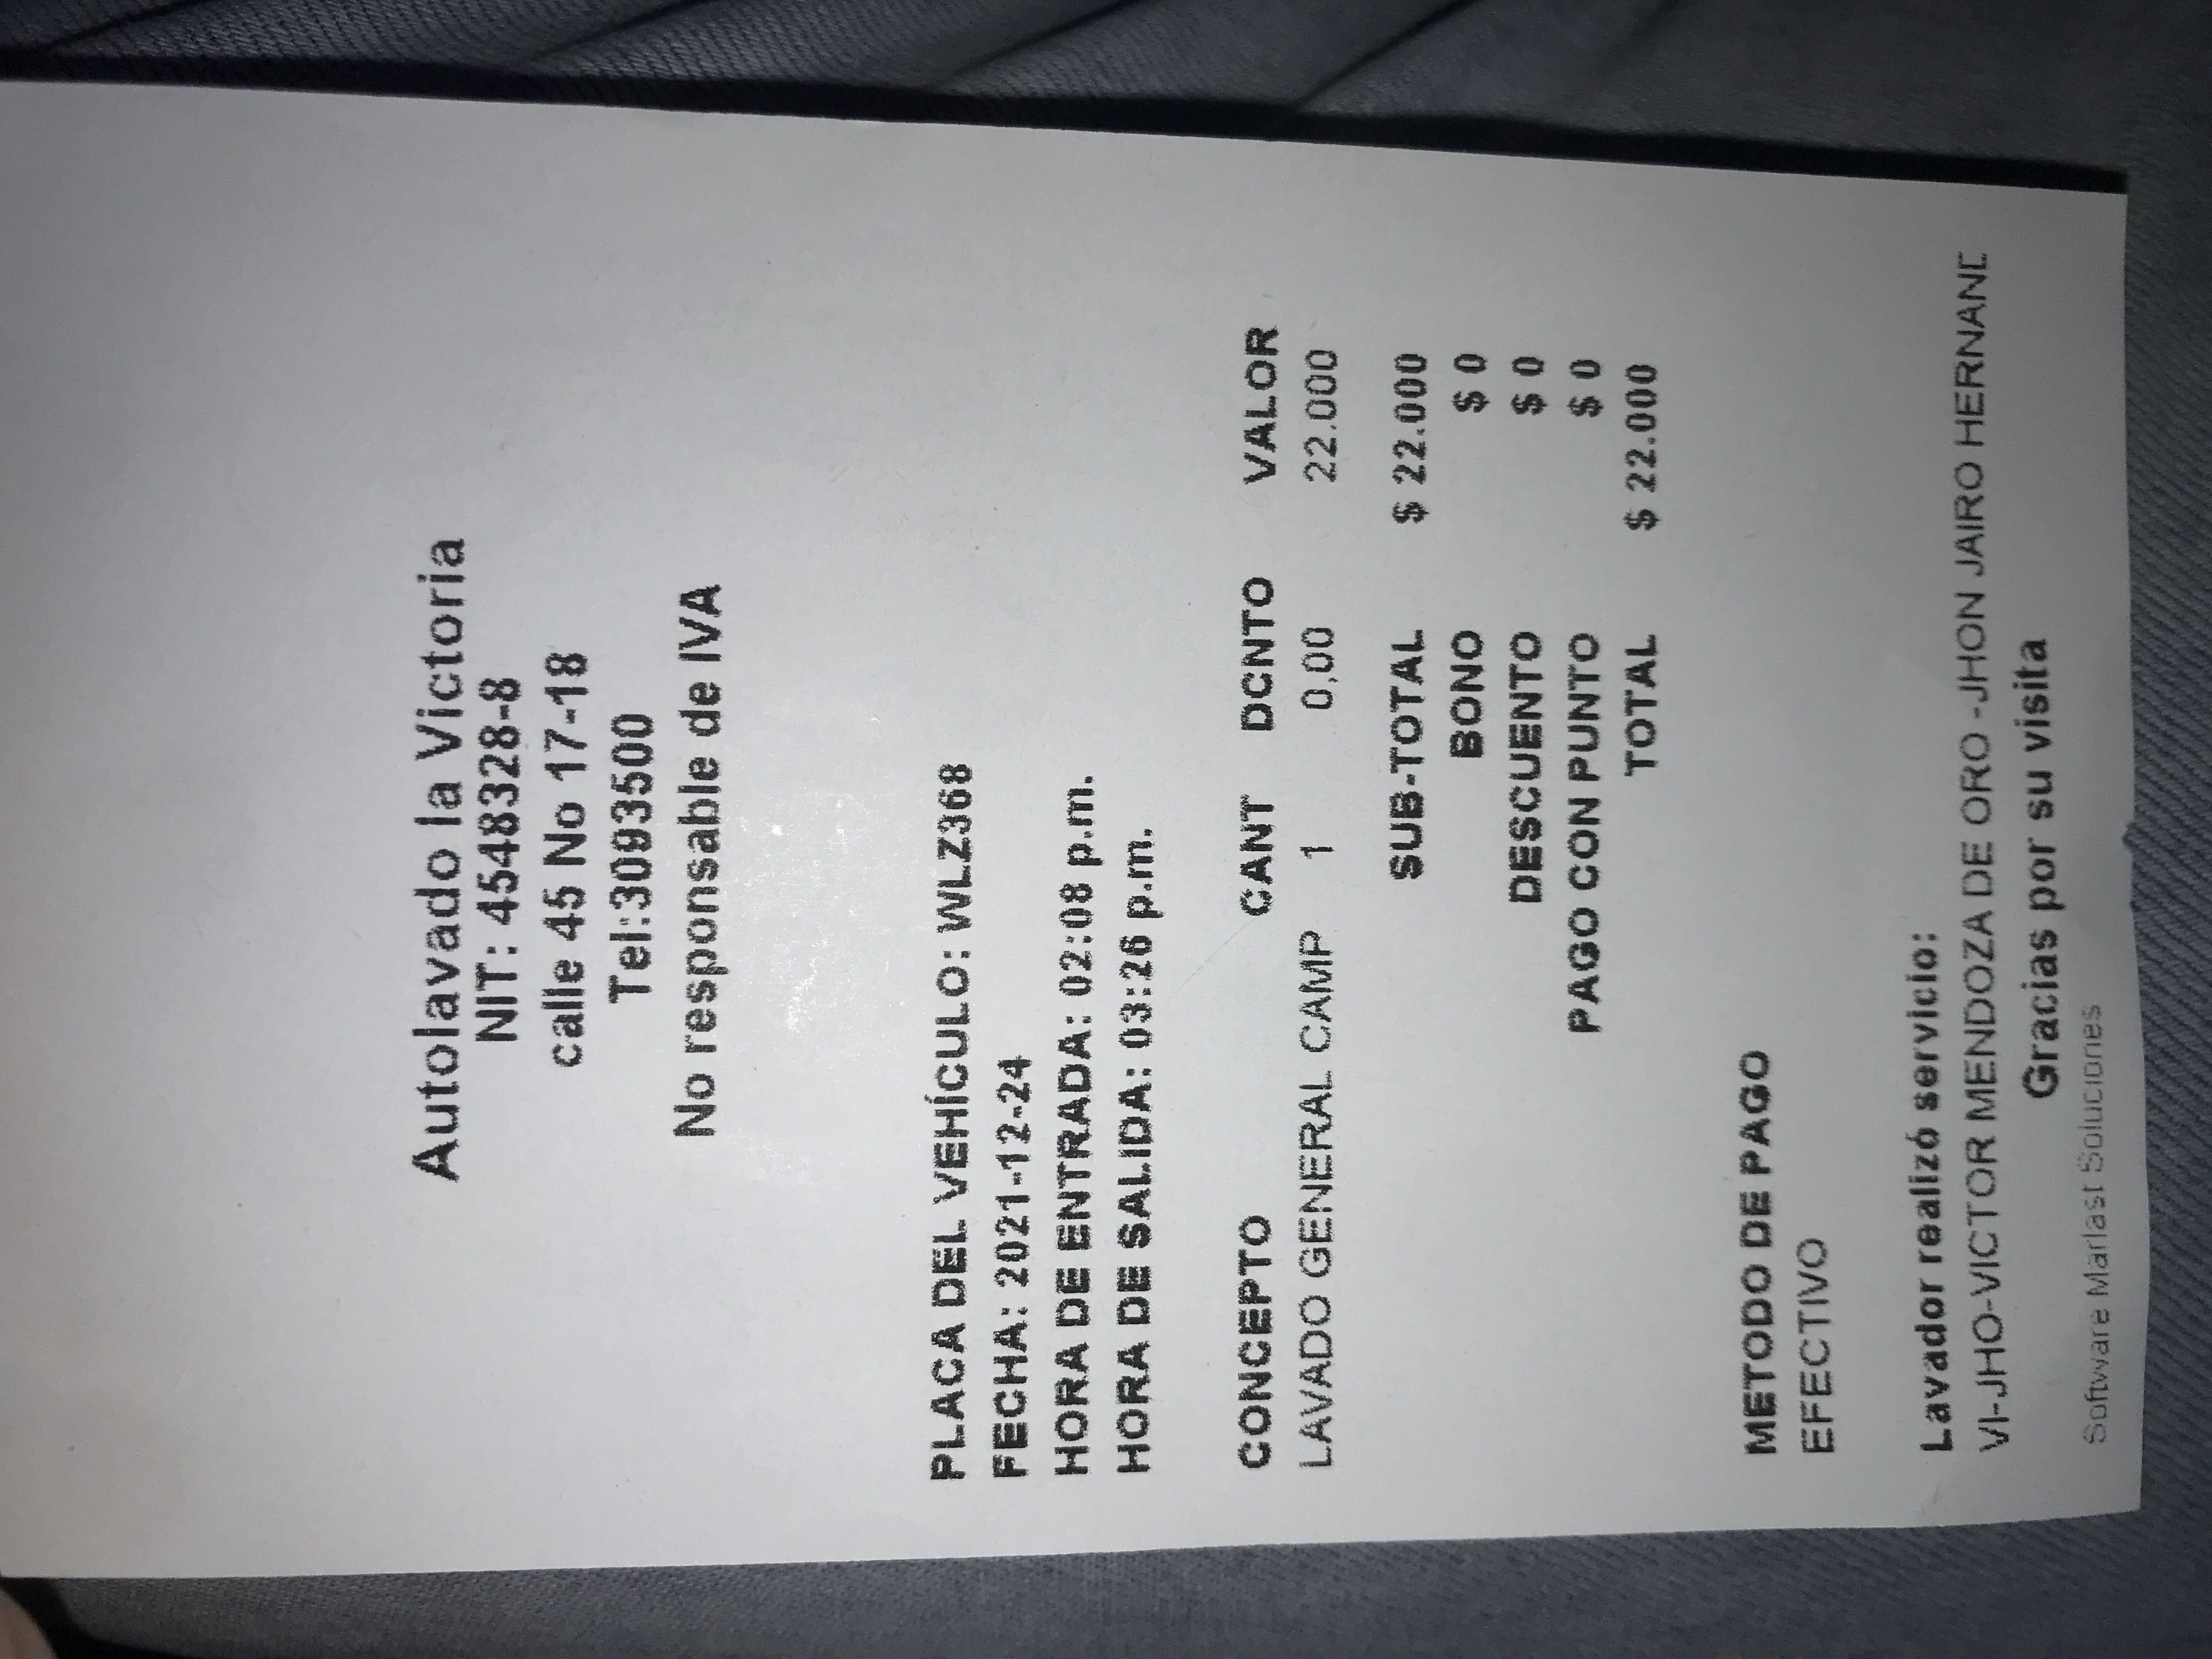 Autolavado la Victoria
NIT: 45483328-8
calle 45 No 17-18
Tel:3093500
No responsable de IVA
PLACA DEL VEHÍCULO: WLZ368
FECHA: 2021-12-24
HORA DE ENTRADA: 02:08 p.m.
HORA DE SALIDA: 03:26 p.m.
CONCEPTO CANT DCNTO VALOR
LAVADO GENERAL CAMP 1 0,00 22.000
SUB-TOTAL $ 22.000
BONO $ 0
DESCUENTO $ 0
PAGO CON PUNTO $ 0
TOTAL $ 22.000
METODO DE PAGO
EFECTIVO
Lavador realizó servicio:
VI-JHO-VICTOR MENDOZA DE ORO -JHON JAIRO HERNAND
Gracias por su visita
Software Marlast Soluciones